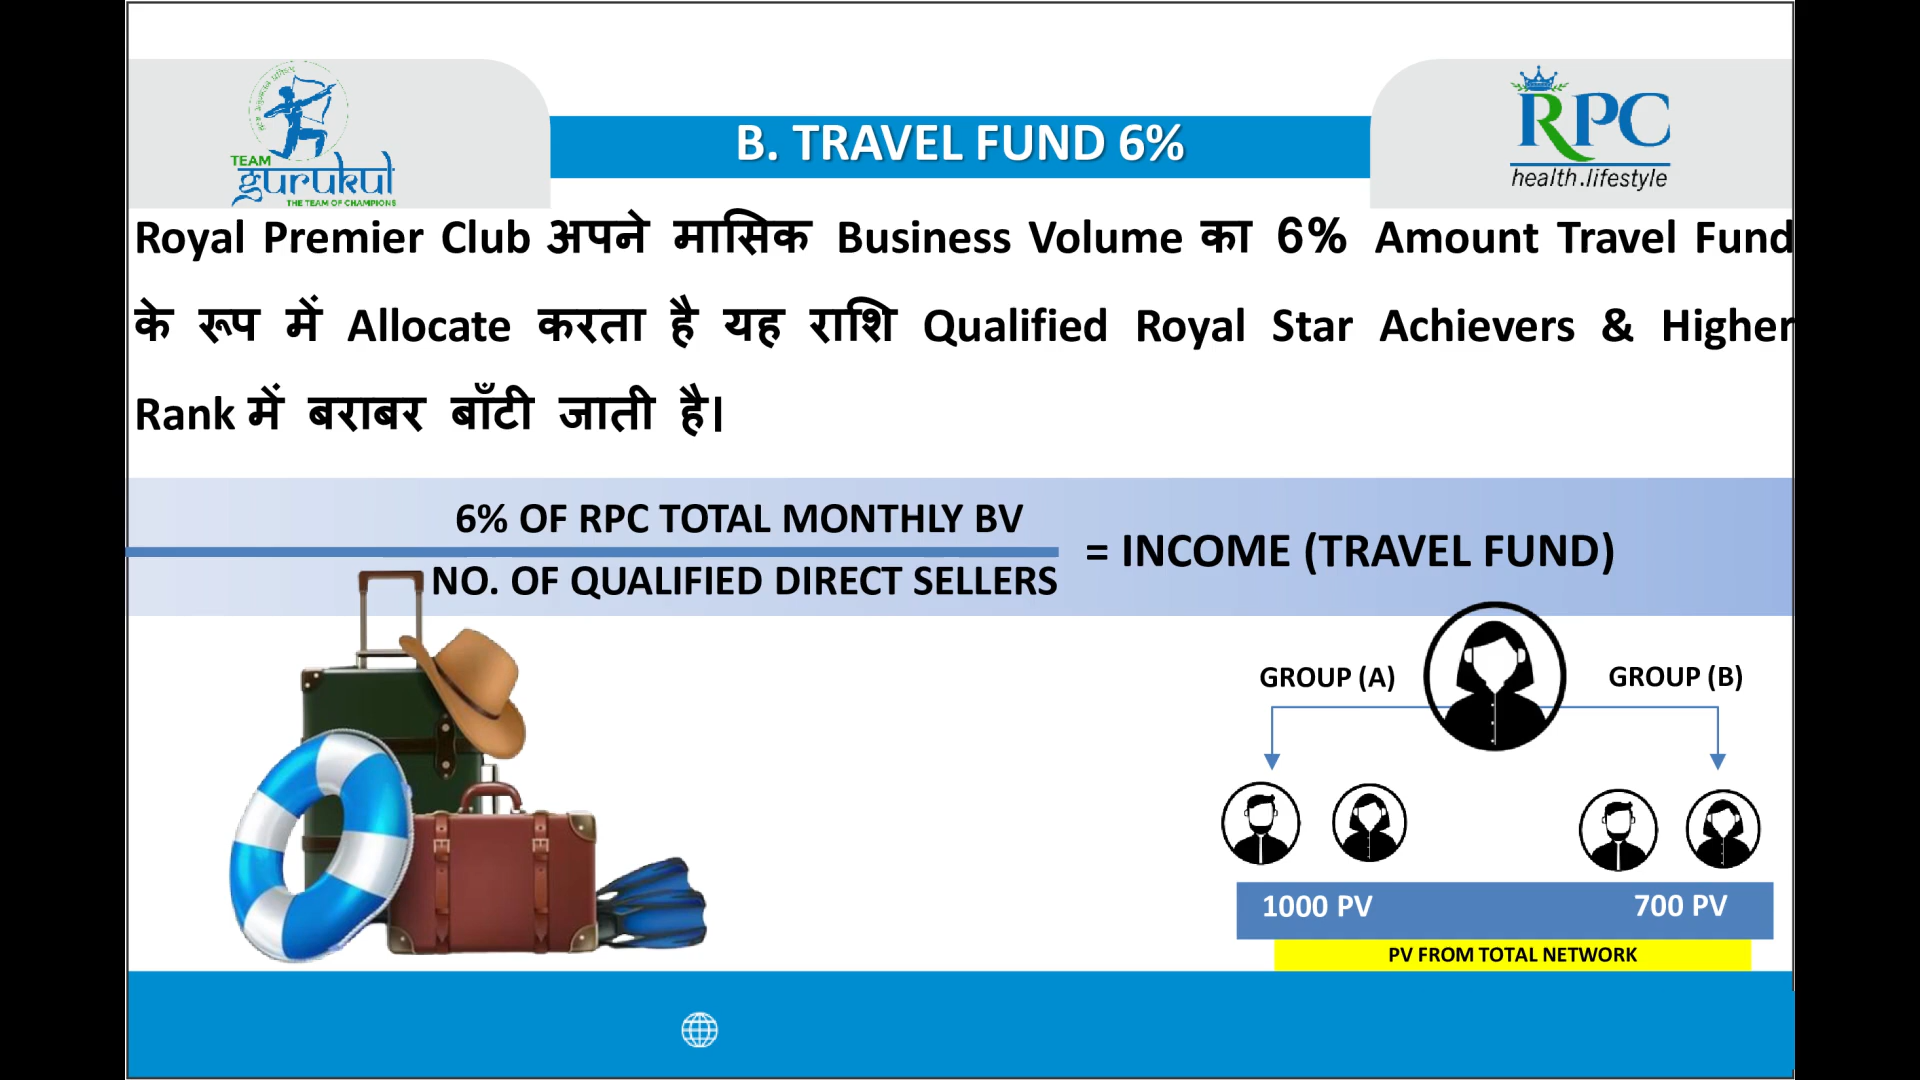 TEAM
gurukul
THE TEAM OF CHAMPIONS
B. TRAVEL FUND 6%
RPC
health.lifestyle
Royal Premier Club अपने मासिक Business Volume का 6% Amount Travel Fund
के रूप में Allocate करता है यह राशि Qualified Royal Star Achievers & Higher
Rank में बराबर बाँटी जाती है।
6% OF RPC TOTAL MONTHLY BV
NO. OF QUALIFIED DIRECT SELLERS
= INCOME (TRAVEL FUND)
GROUP (A)
GROUP (B)
1000 PV
700 PV
PV FROM TOTAL NETWORK